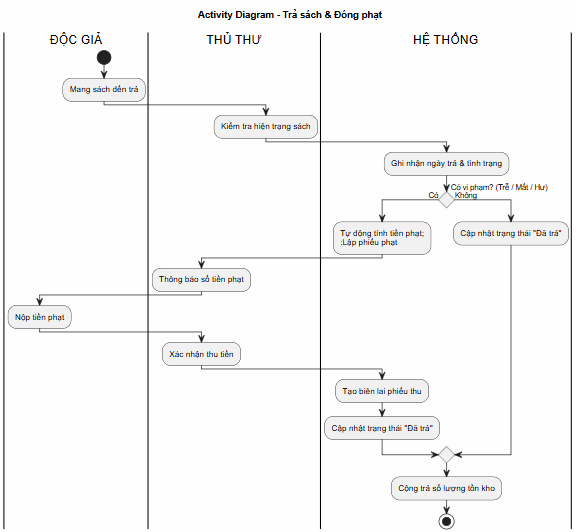 Activity Diagram - Trả sách & Đóng phạt
ĐỘC GIẢ
THỦ THƯ
HỆ THỐNG
Mang sách đến trả
Kiểm tra hiện trạng sách
Ghi nhận ngày trả & tình trạng
Có vi phạm? (Trễ / Mất / Hư)
Có
Không
Tự động tính tiền phạt;
:Lập phiếu phạt
Cập nhật trạng thái "Đã trả"
Thông báo số tiền phạt
Nộp tiền phạt
Xác nhận thu tiền
Tạo biên lai phiếu thu
Cập nhật trạng thái "Đã trả"
Cộng trả số lượng tồn kho